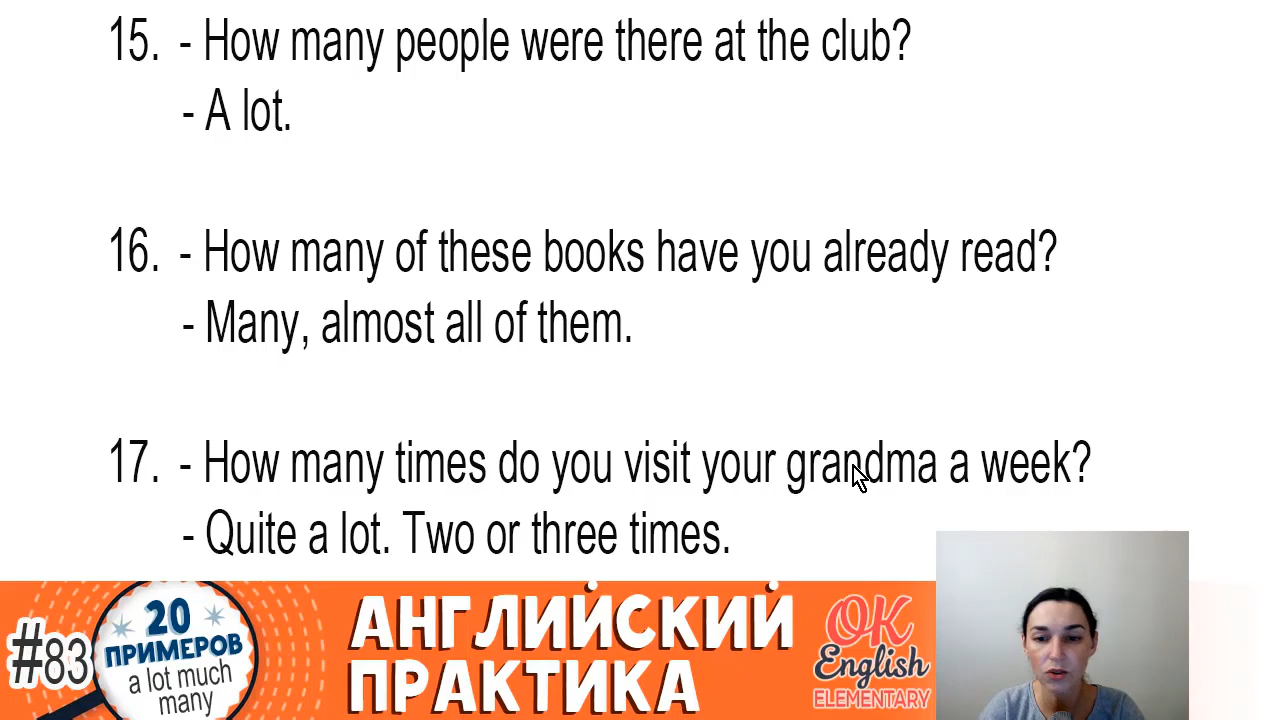 15. - How many people were there at the club?
- A lot.
16. - How many of these books have you already read?
- Many, almost all of them.
17. - How many times do you visit your grandma a week?
- Quite a lot. Two or three times.
#83
20
ПРИМЕРОВ
a lot much
many
АНГЛИЙСКИЙ
ПРАКТИКА
OK
English
ELEMENTARY